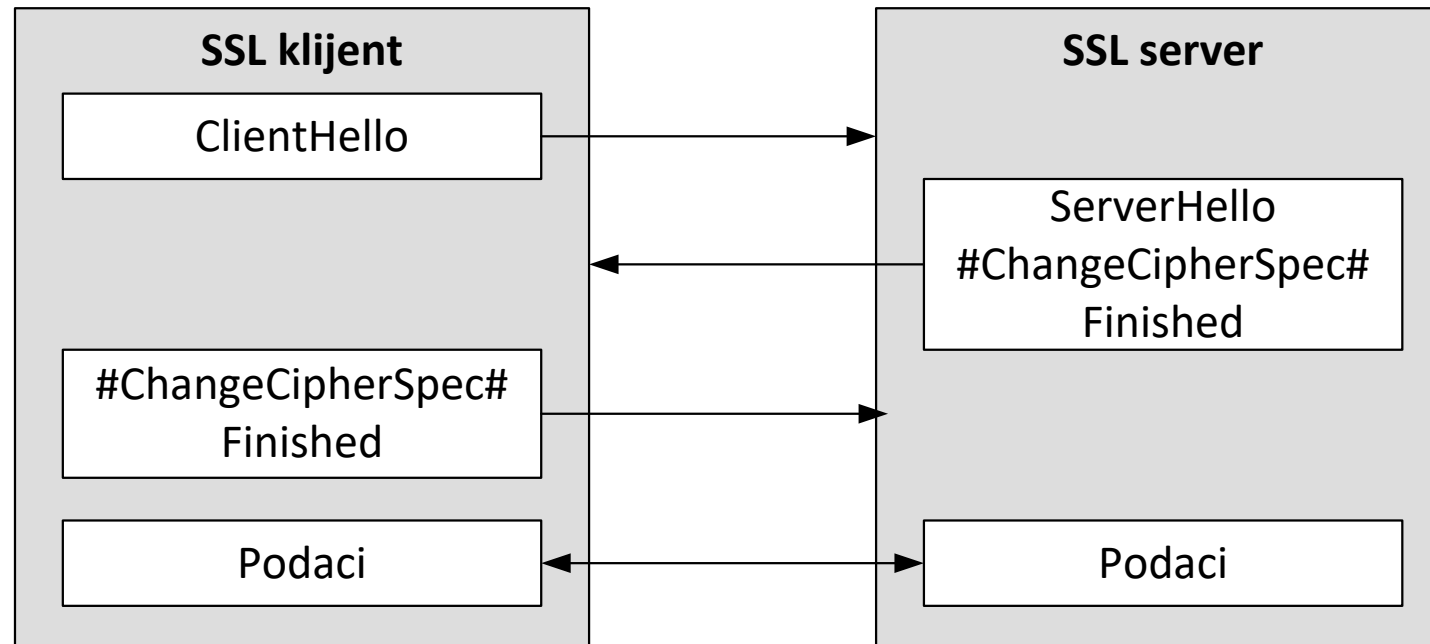 SSL klijent
SSL server
ClientHello
ServerHello
#ChangeCipherSpec#
Finished
#ChangeCipherSpec#
Finished
Podaci
Podaci